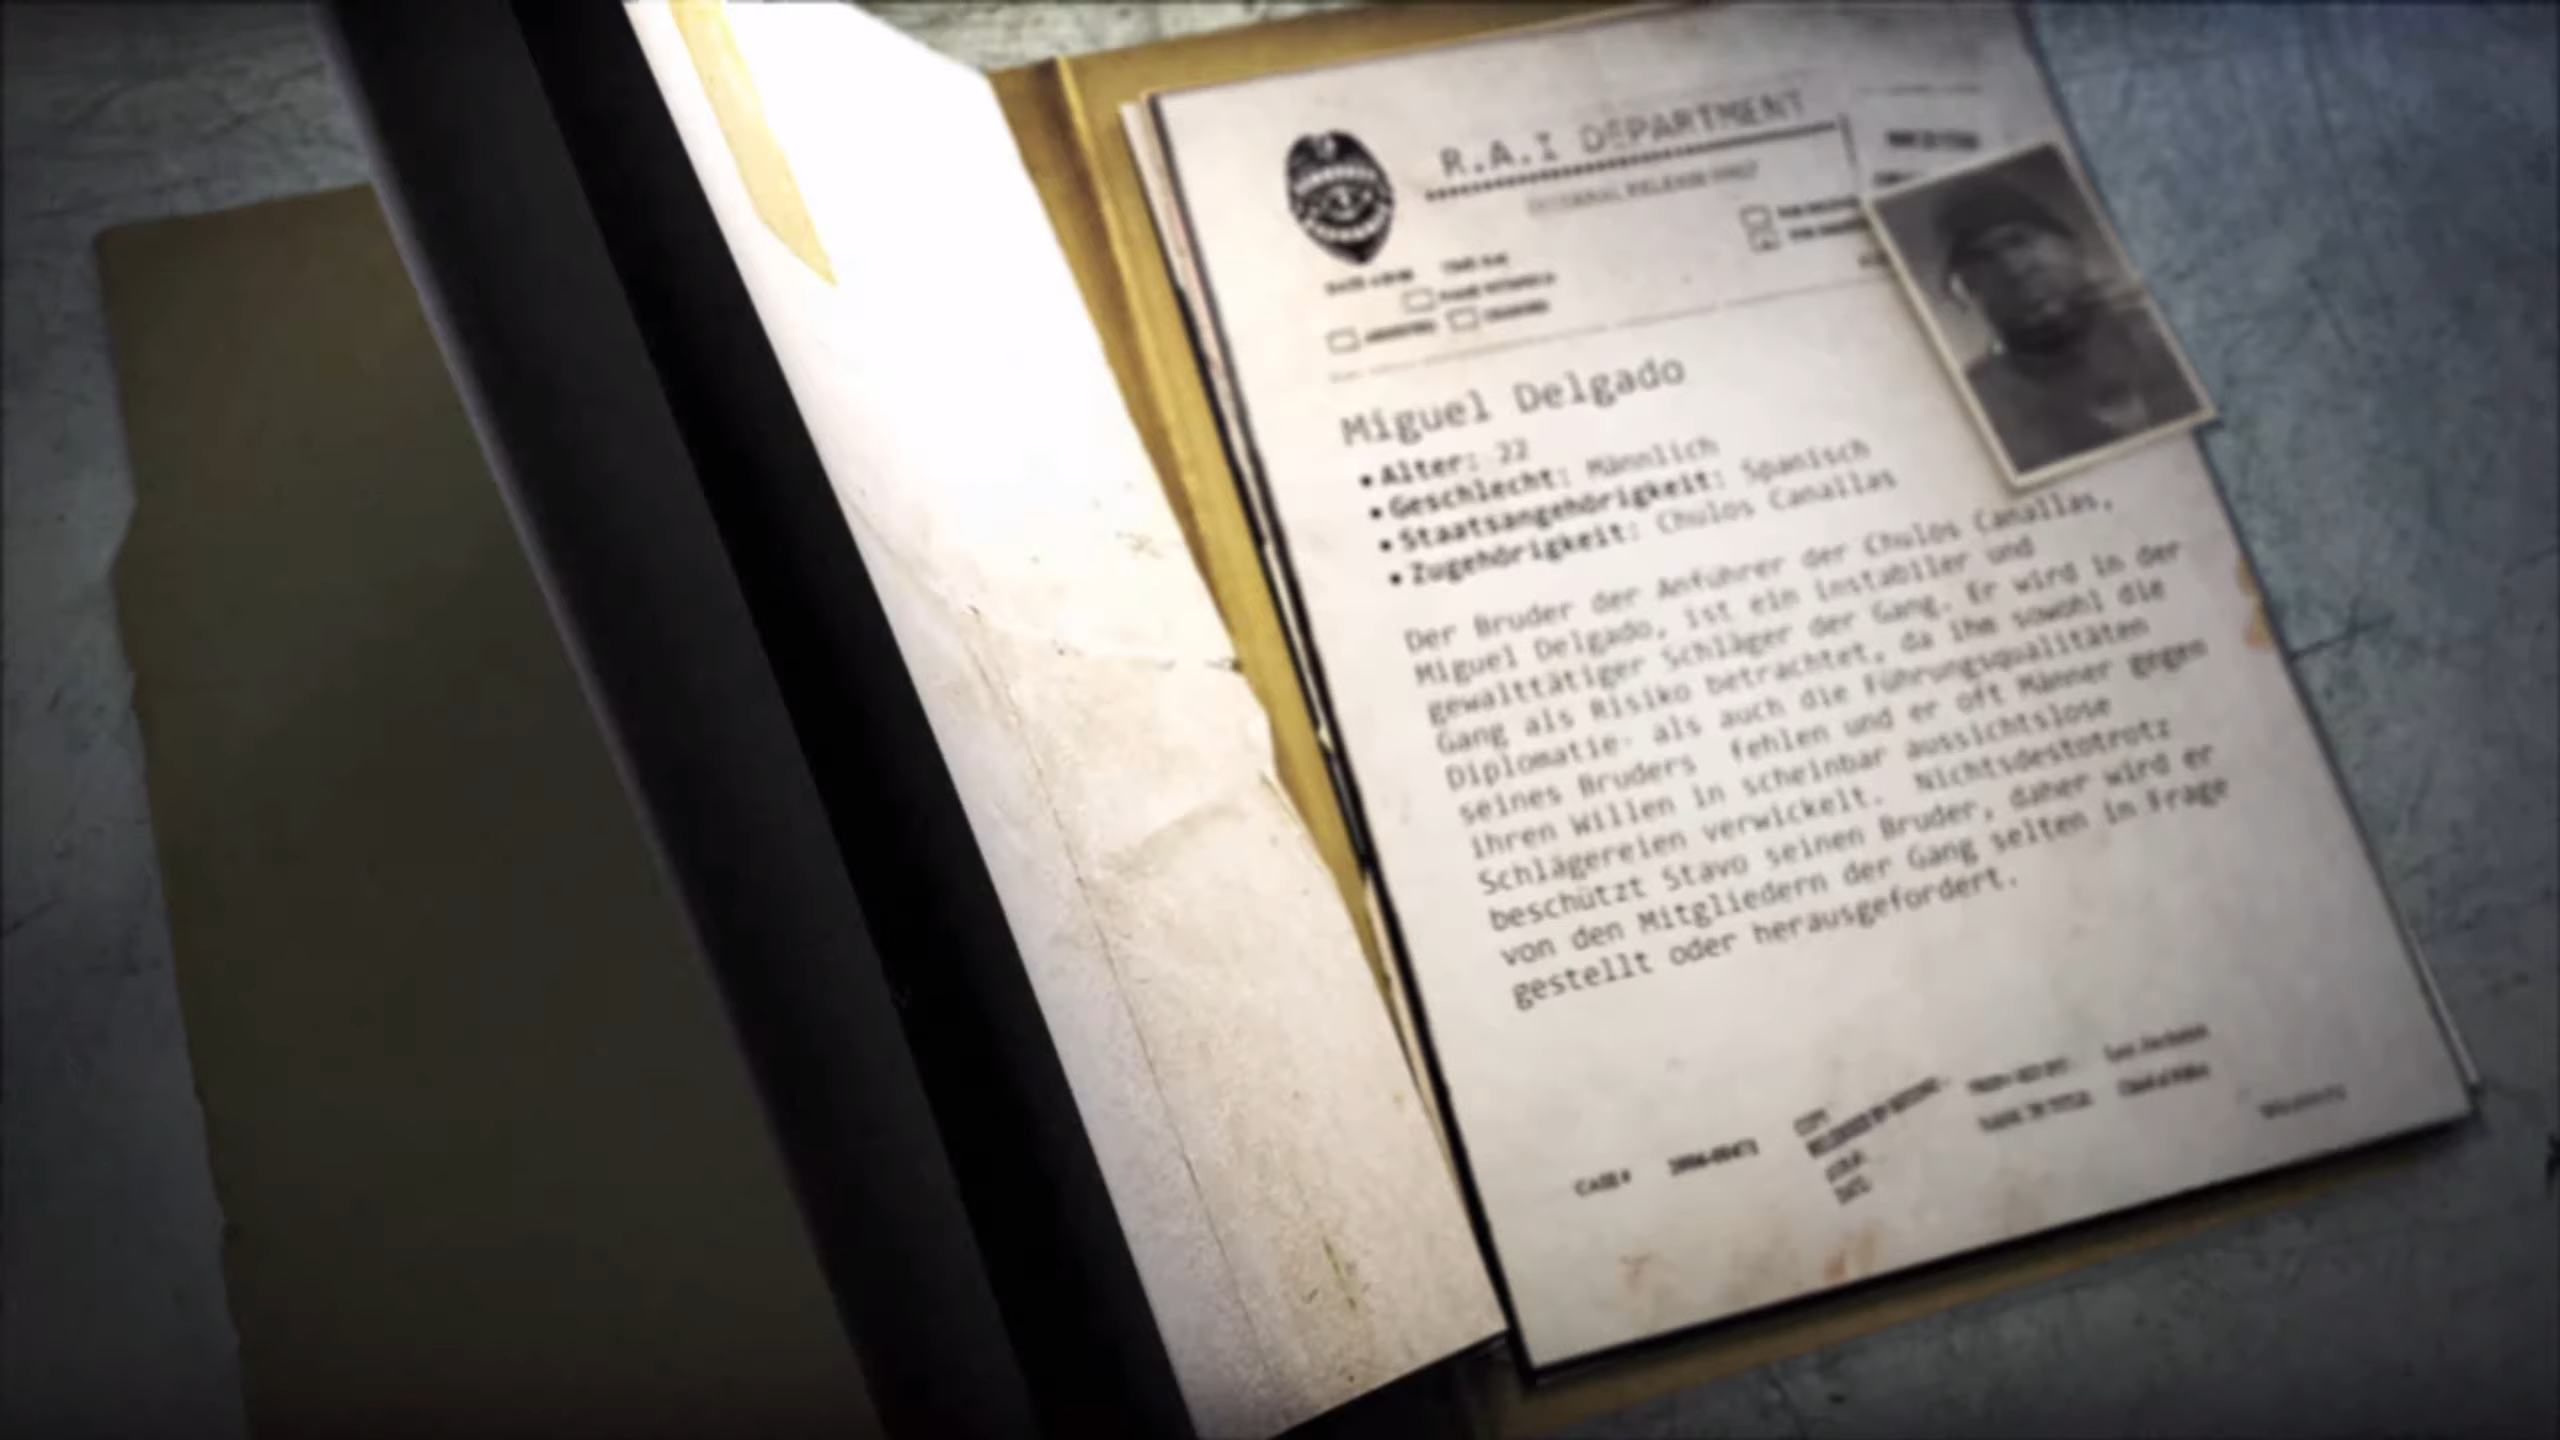 R.A.I DEPARTMENT
Miguel Delgado
• Alter: 22
• Geschlecht: Männlich
• Staatsangehörigkeit: Spanisch
• Zugehörigkeit: Chulos Canallas
Der Bruder der Anführer der Chulos Canallas,
Miguel Delgado, ist ein instabiler und
gewalttätiger Schläger der Gang. Er wird in der
Gang als Risiko betrachtet, da ihm sowohl die
Diplomatie- als auch die Führungsqualitäten
seines Bruders fehlen und er oft Männer gegen
ihren Willen in scheinbar aussichtslose
Schlägereien verwickelt. Nichtsdestotrotz
beschützt Stavo seinen Bruder, daher wird er
von den Mitgliedern der Gang selten in Frage
gestellt oder herausgefordert.
CASE#